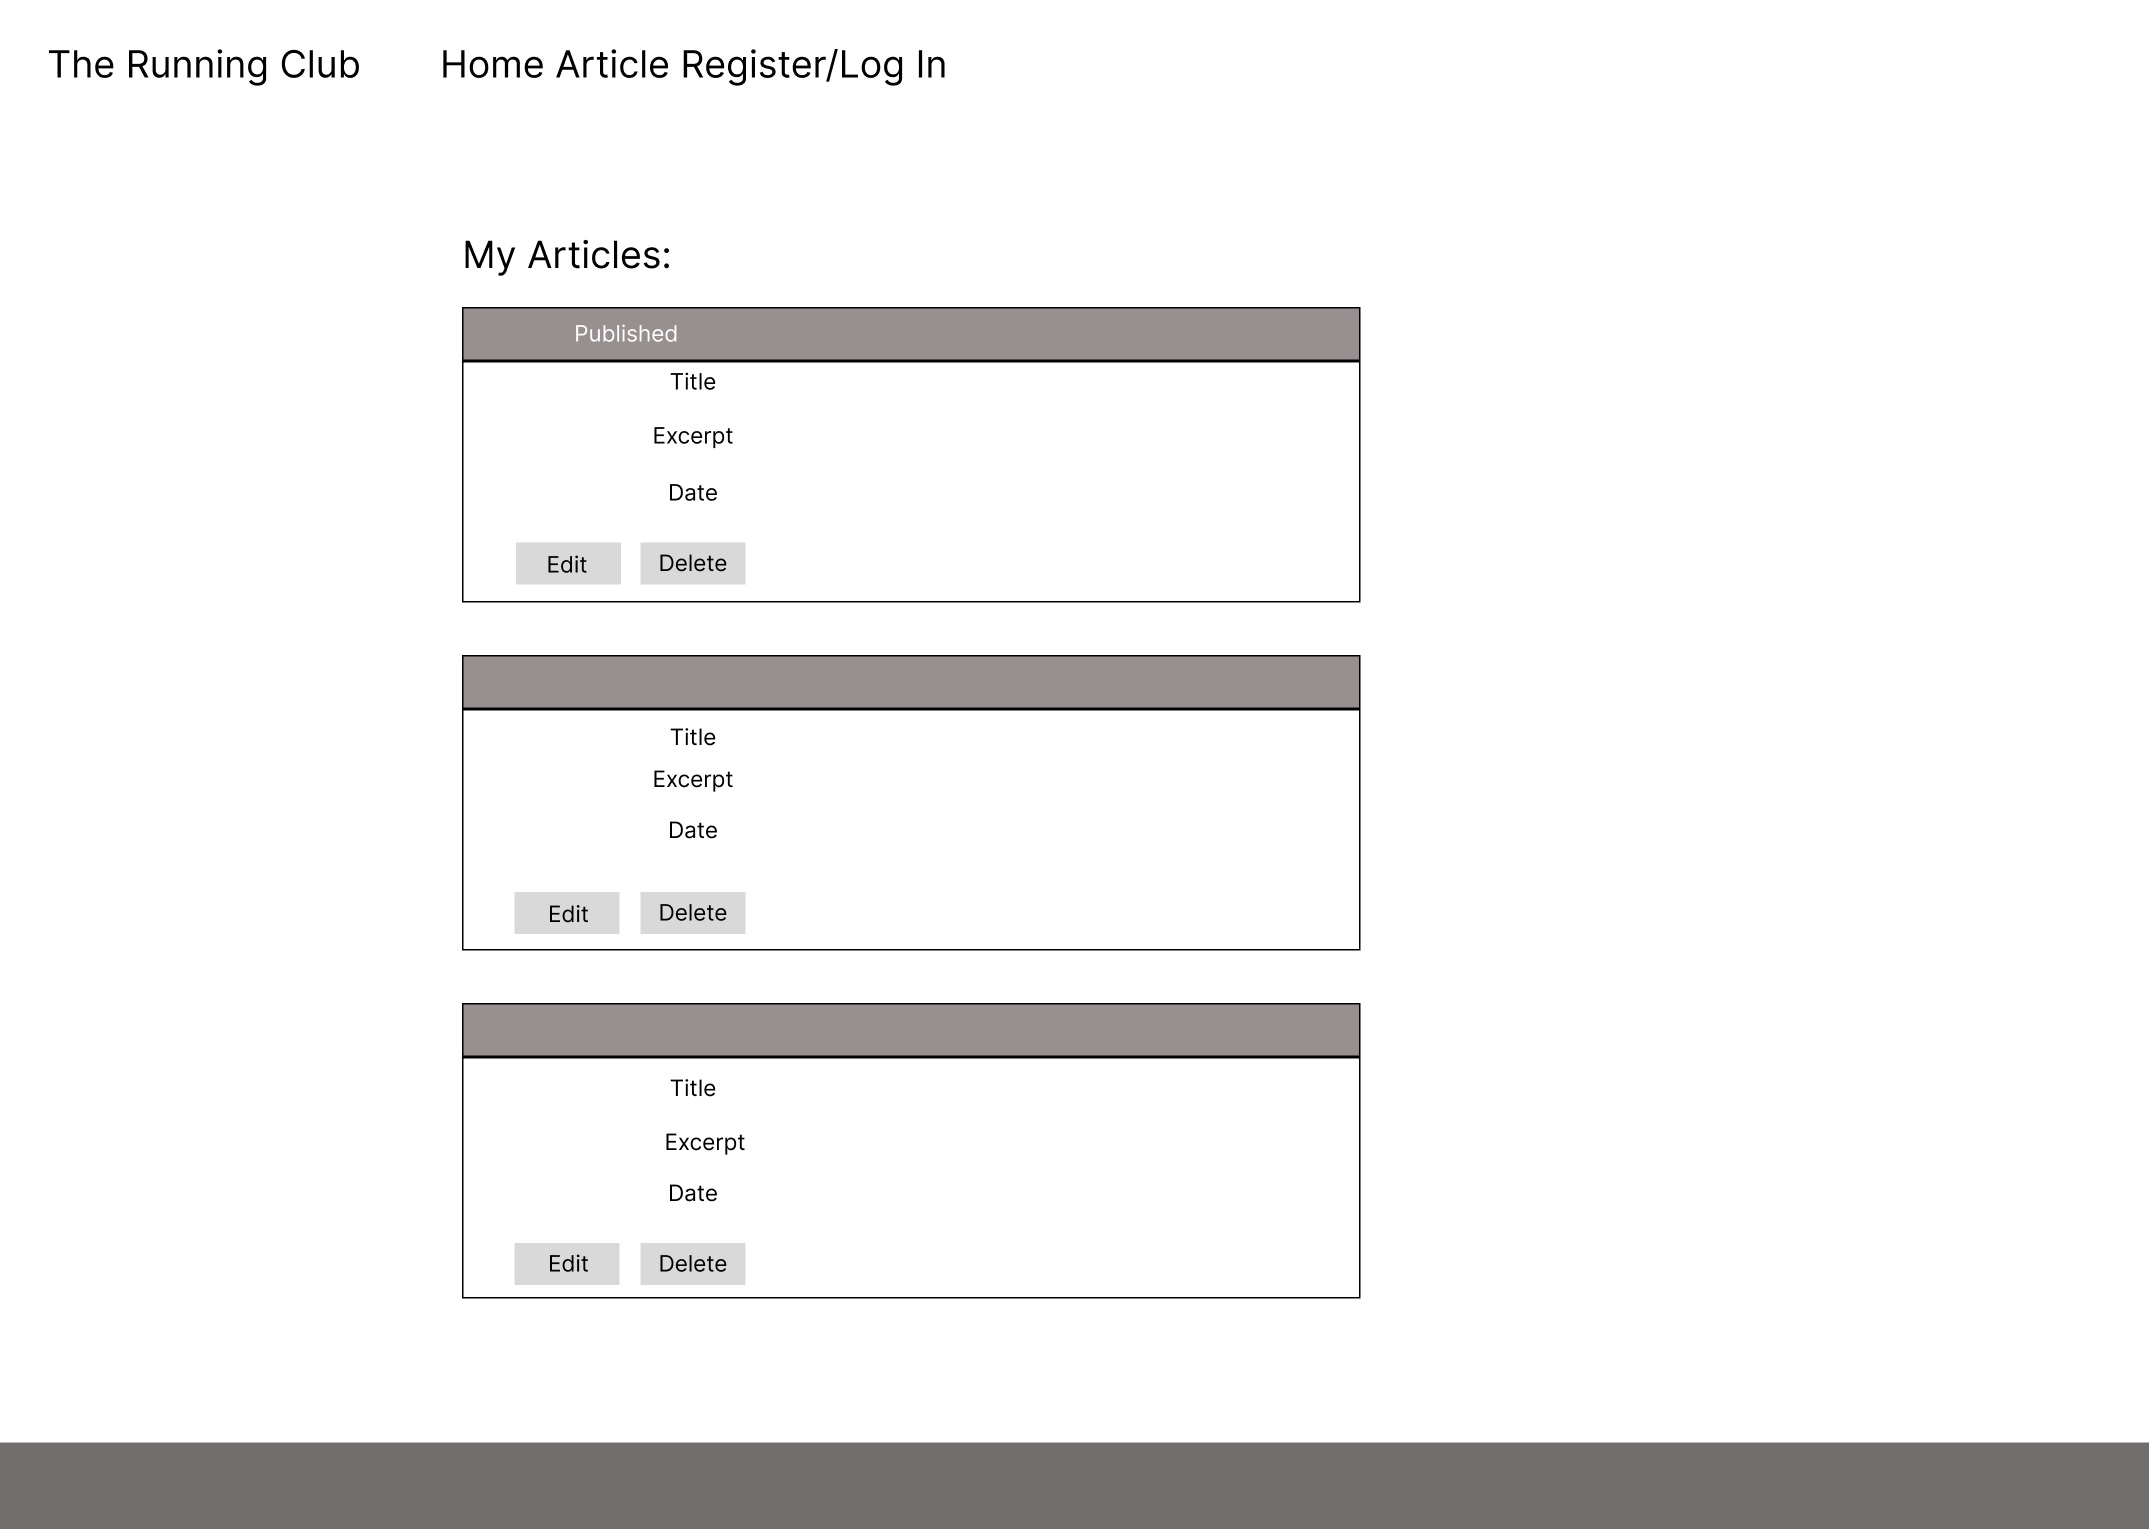 The Running Club Home Article Register/Log In
My Articles:
Published
Title
Excerpt
Date
Edit Delete
Title
Excerpt
Date
Edit Delete
Title
Excerpt
Date
Edit Delete